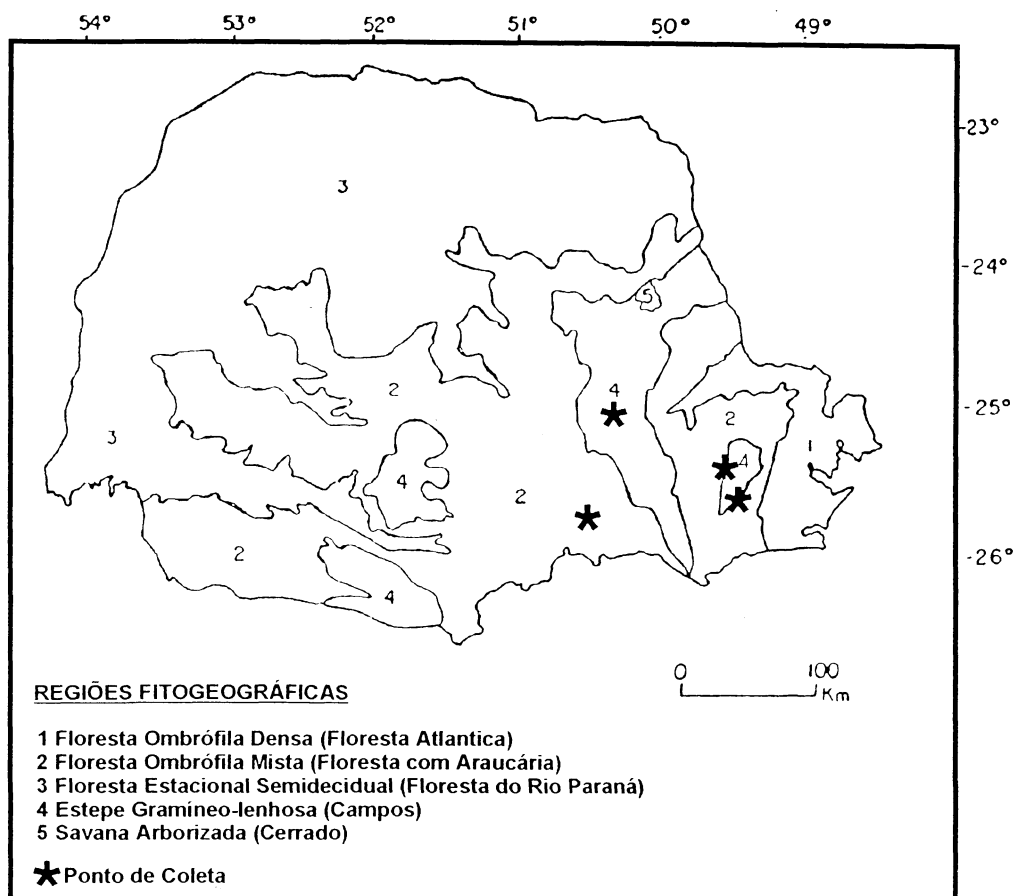 54° 53° 52° 51° 50° 49°
-23°
3
-24°
5
2 4 2
-25°
3 4 4 1
2
2 -26°
4
0 100
Km
REGIÕES FITOGEOGRÁFICAS
1 Floresta Ombrófila Densa (Floresta Atlantica)
2 Floresta Ombrófila Mista (Floresta com Araucária)
3 Floresta Estacional Semidecidual (Floresta do Rio Paraná)
4 Estepe Gramíneo-lenhosa (Campos)
5 Savana Arborizada (Cerrado)
Ponto de Coleta